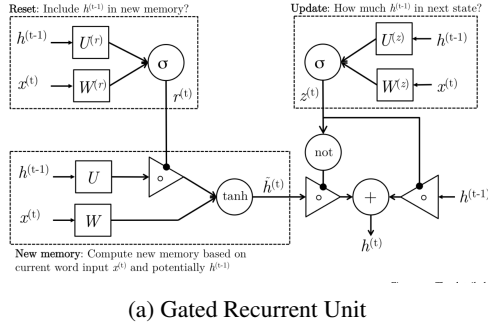 Reset: Include h^(t-1) in new memory?
h^(t-1)
U^(r)
x^(t)
W^(r)
σ
r^(t)
Update: How much h^(t-1) in next state?
σ
U^(z)
h^(t-1)
W^(z)
x^(t)
z^(t)
not
h^(t-1)
U
∘
x^(t)
W
tanh
h̃^(t)
∘
+
∘
h^(t-1)
h^(t)
New memory: Compute new memory based on
current word input x^(t) and potentially h^(t-1)
(a) Gated Recurrent Unit